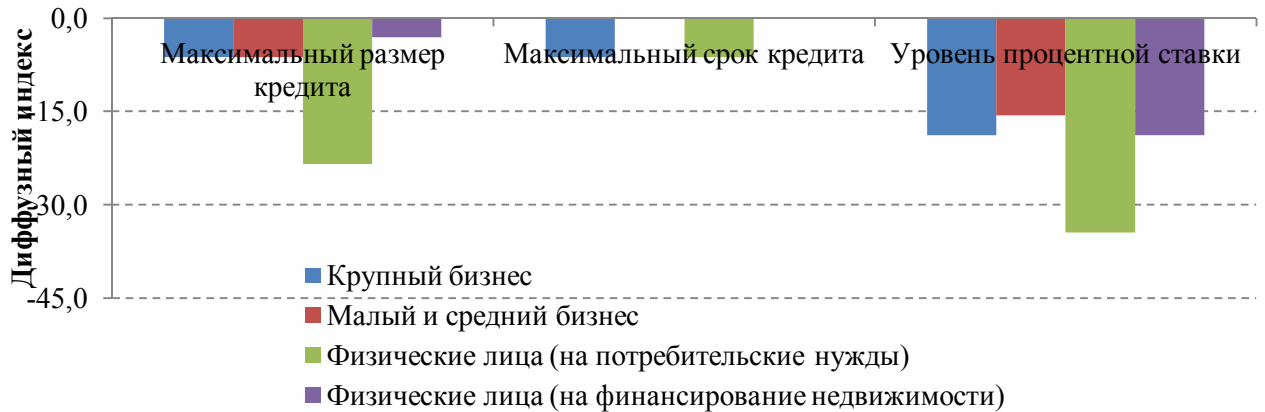 Диффузный индекс
0,0
-15,0
-30,0
-45,0
Максимальный размер
кредита
Максимальный срок кредита
Уровень процентной ставки
Крупный бизнес
Малый и средний бизнес
Физические лица (на потребительские нужды)
Физические лица (на финансирование недвижимости)